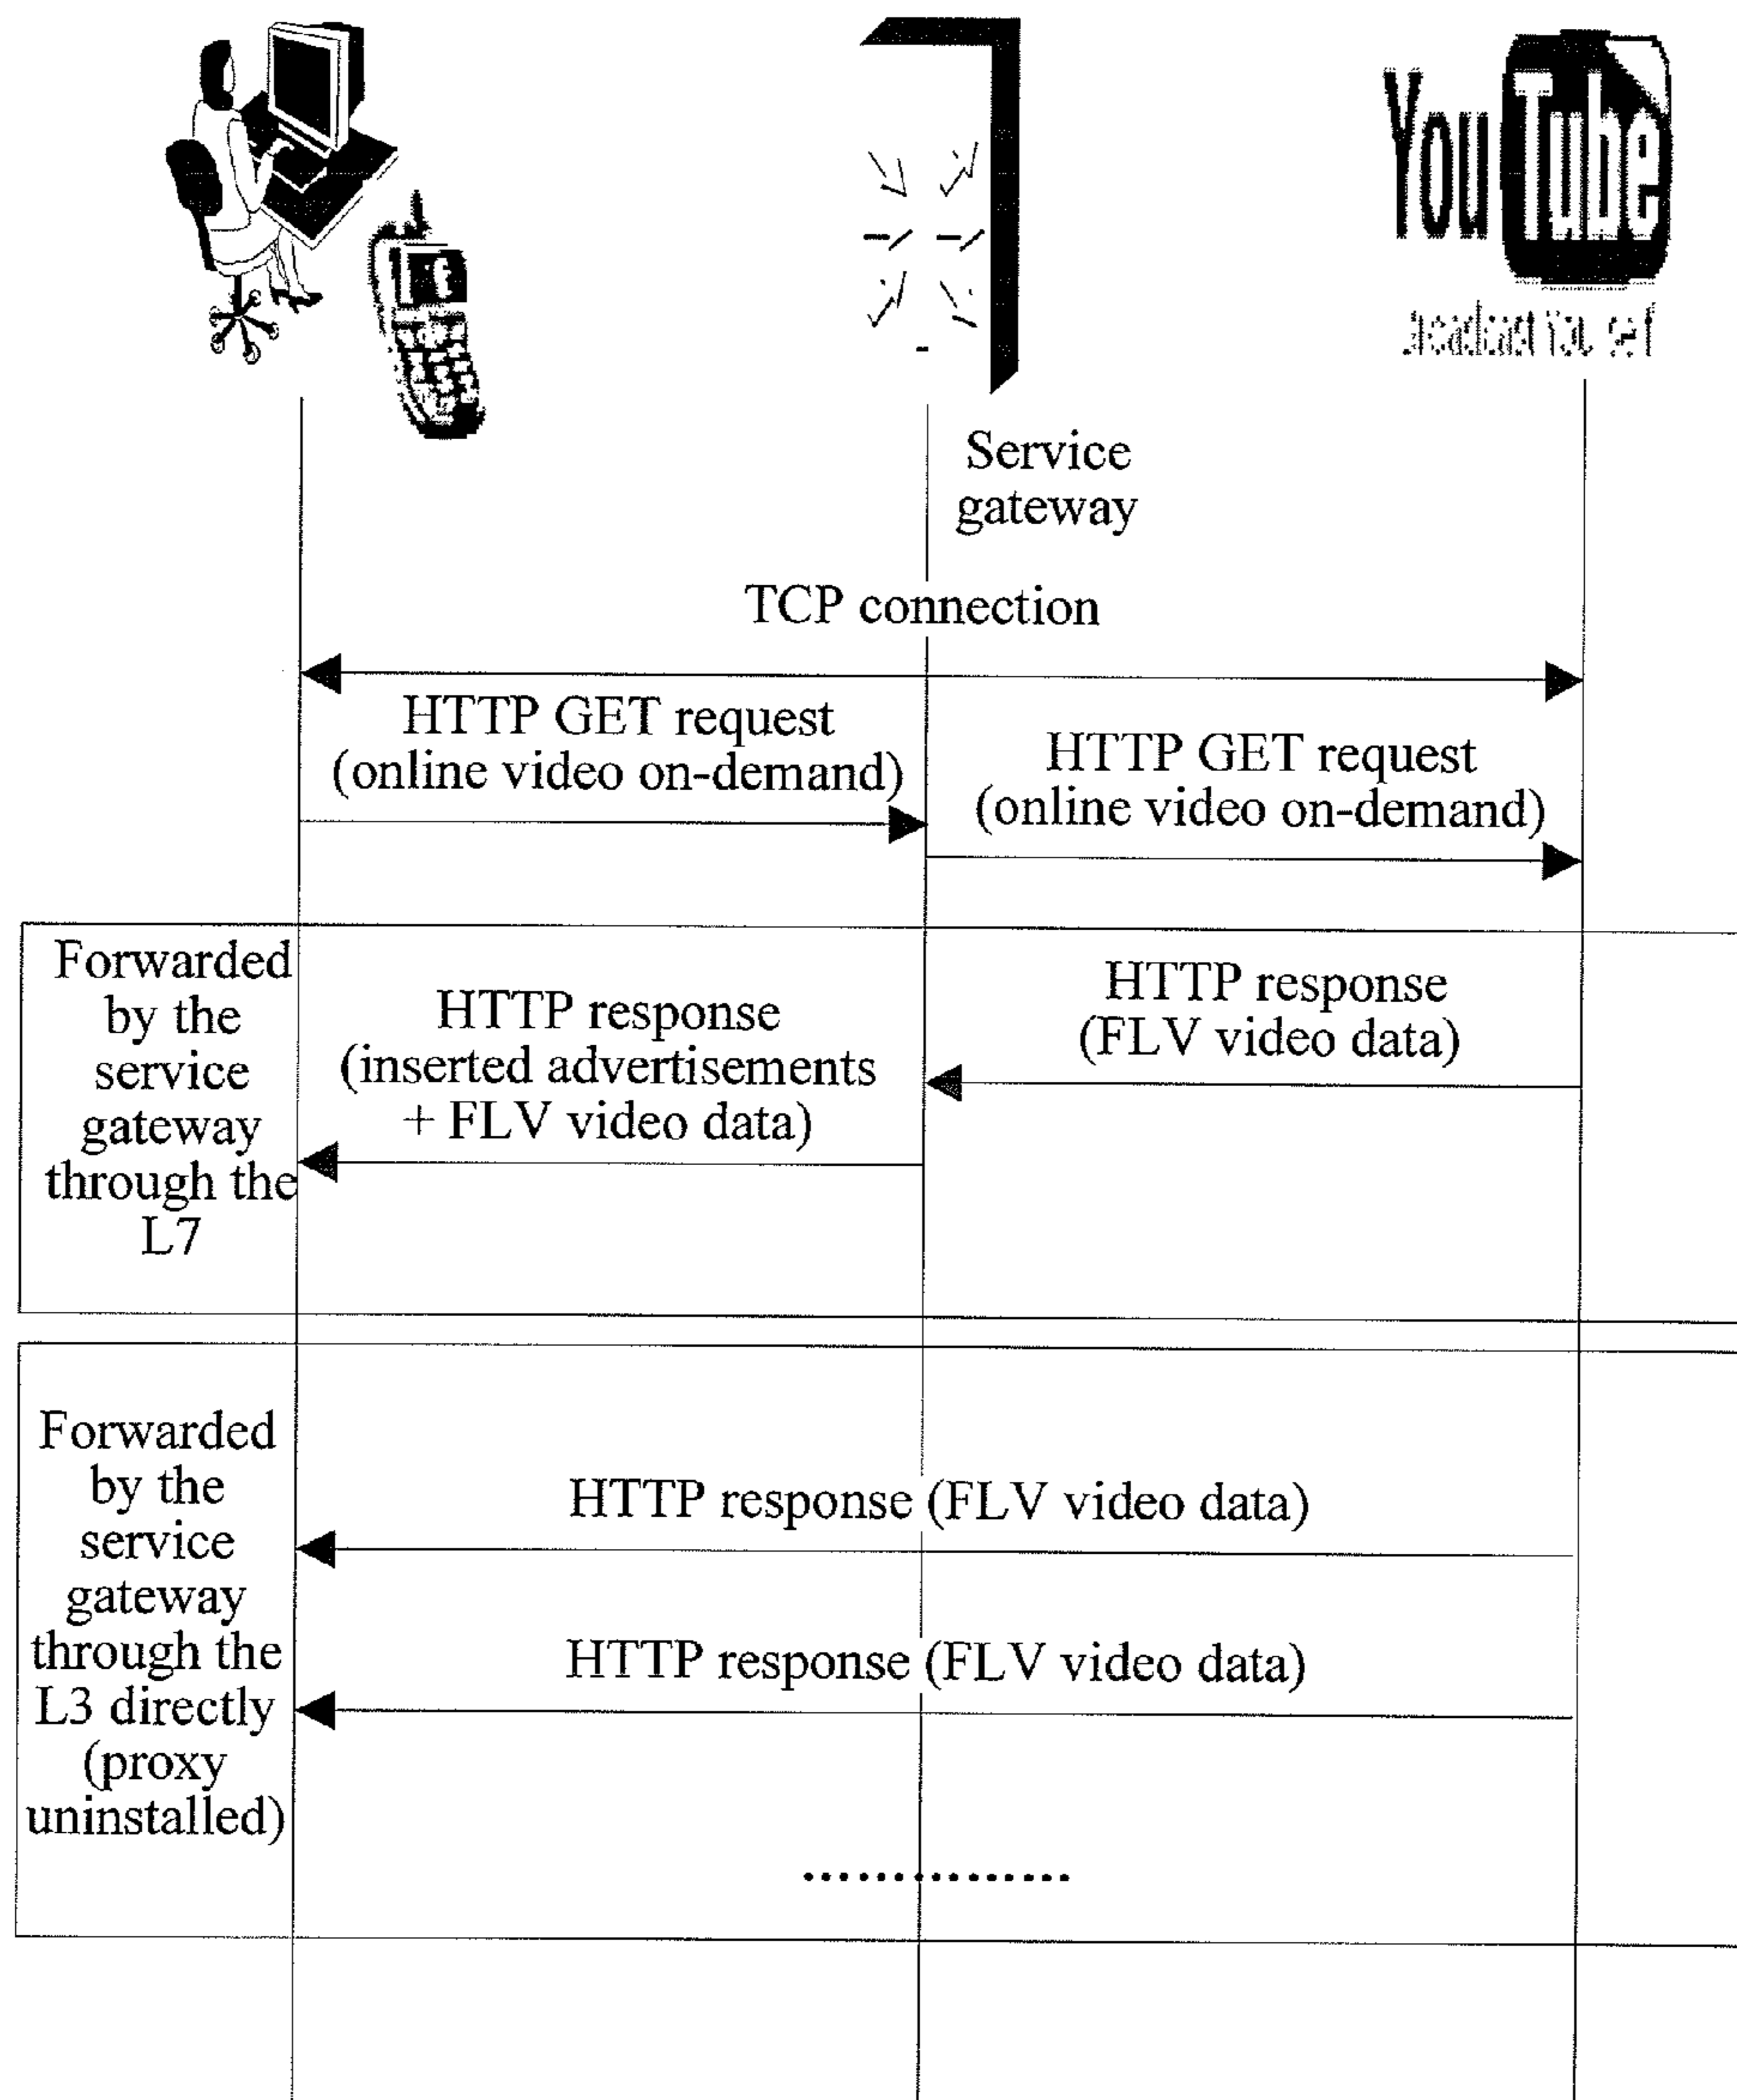 YouTube
Service
gateway
TCP connection
HTTP GET request
(online video on-demand)
HTTP GET request
(online video on-demand)
Forwarded
by the
service
gateway
through the
L7
HTTP response
(FLV video data)
HTTP response
(inserted advertisements
+ FLV video data)
Forwarded
by the
service
gateway
through the
L3 directly
(proxy
uninstalled)
HTTP response (FLV video data)
HTTP response (FLV video data)
...............